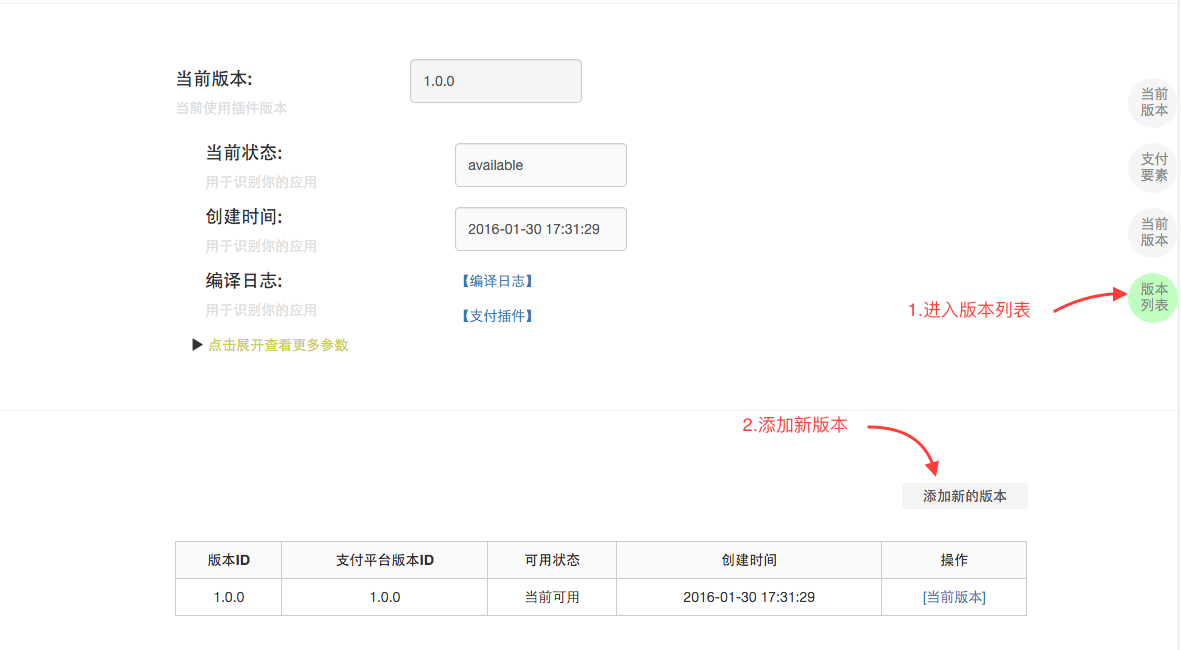 当前版本:
1.0.0
当前使用插件版本
当前状态:
available
用于识别你的应用
创建时间:
2016-01-30 17:31:29
用于识别你的应用
编译日志:
【编译日志】
用于识别你的应用
【支付插件】
▶ 点击展开查看更多参数
当前
版本
支付
要素
当前
版本
版本
列表
1.进入版本列表
2.添加新版本
添加新的版本
版本ID 支付平台版本ID 可用状态 创建时间 操作
1.0.0 1.0.0 当前可用 2016-01-30 17:31:29 [当前版本]